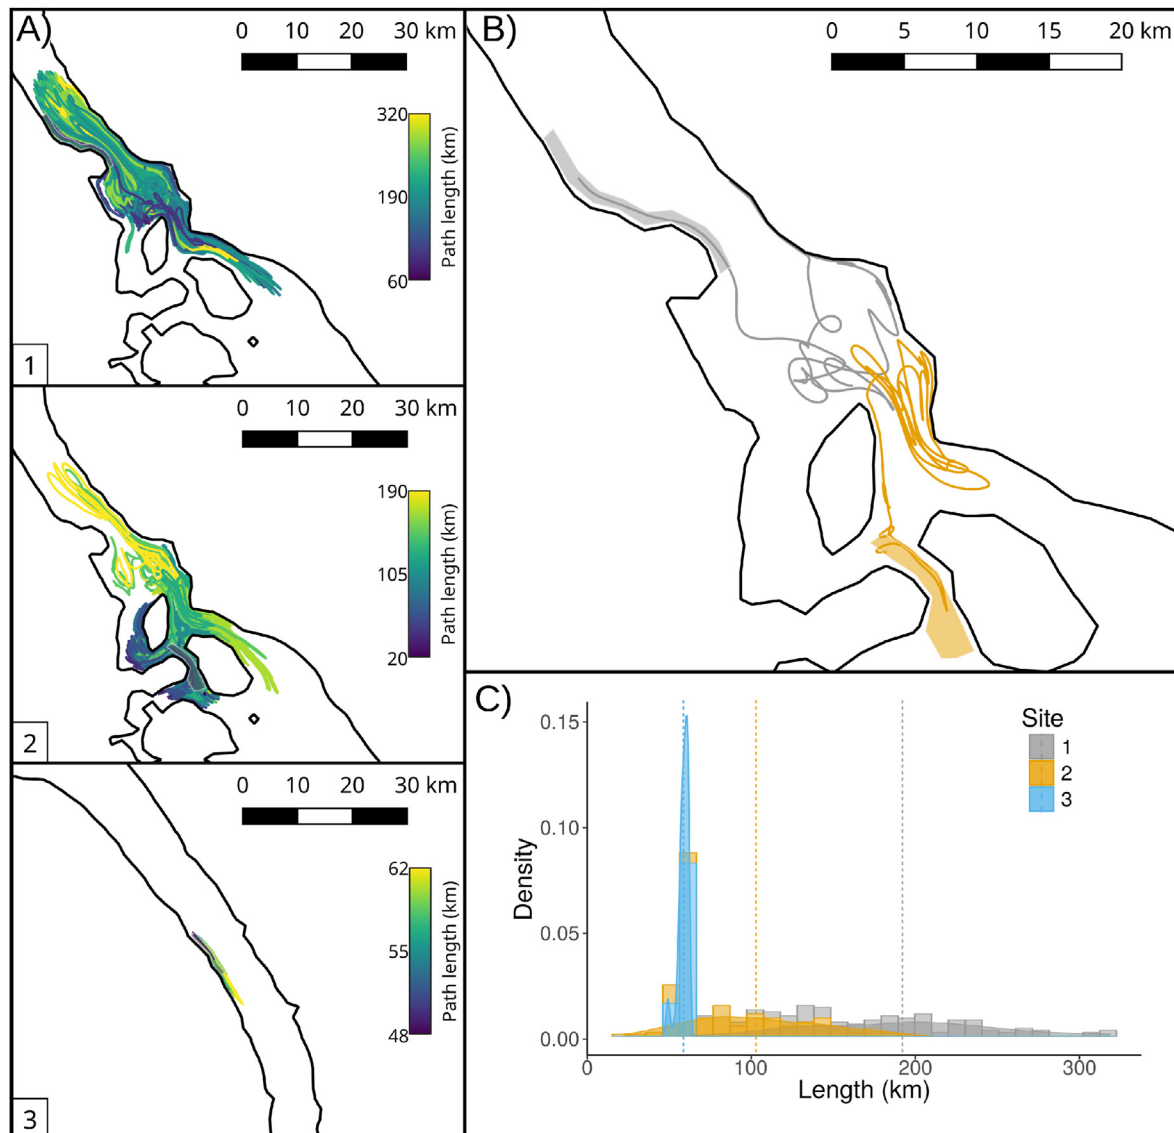 A)
0 10 20 30 km
320
190
60
Path length (km)
1
0 10 20 30 km
190
105
20
Path length (km)
2
0 10 20 30 km
62
55
48
Path length (km)
3
B)
0 5 10 15 20 km
C)
0.15
0.10
0.05
0.00
Density
0 100 200 300
Length (km)
Site
1
2
3